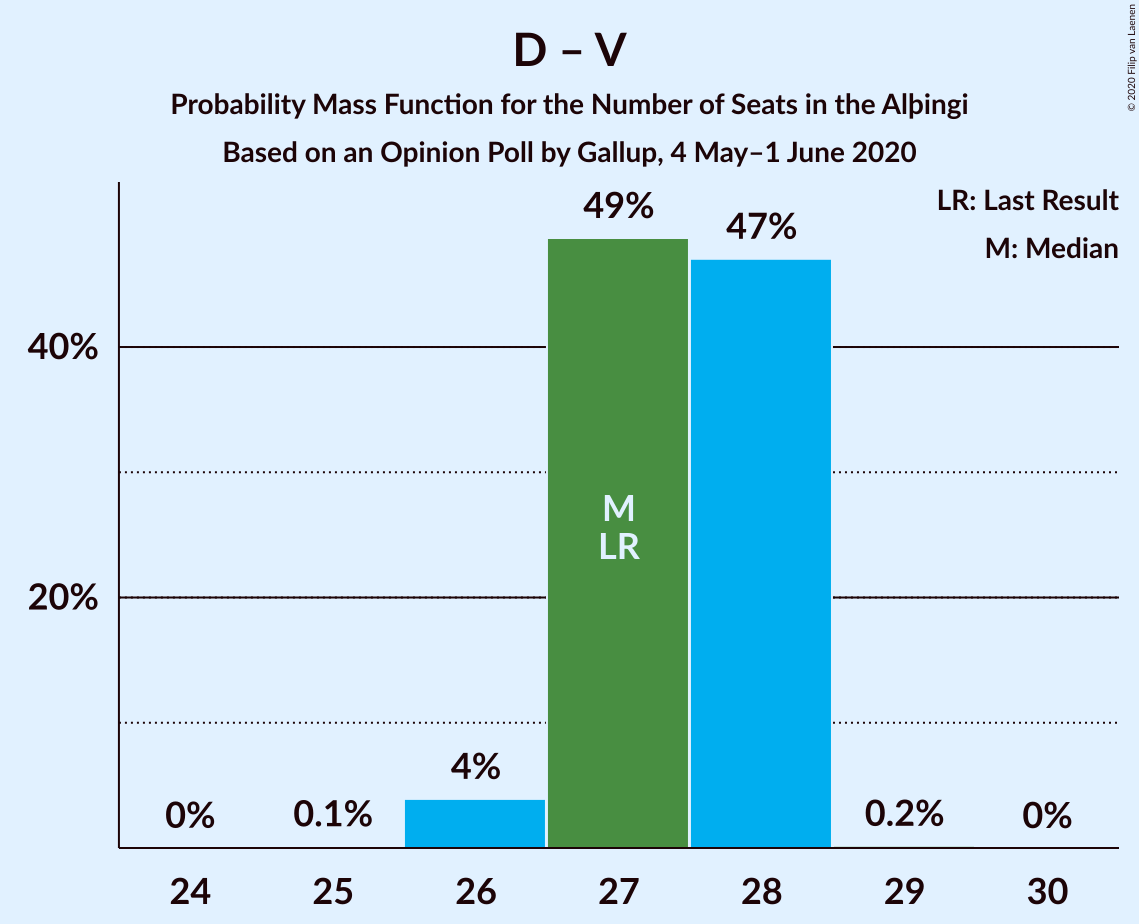 D – V
Probability Mass Function for the Number of Seats in the Alþingi
Based on an Opinion Poll by Gallup, 4 May–1 June 2020
© 2020 Filip van Laenen
LR: Last Result
M: Median
49%
47%
40%
M
LR
20%
4%
0%
0.1%
0.2%
0%
24
25
26
27
28
29
30